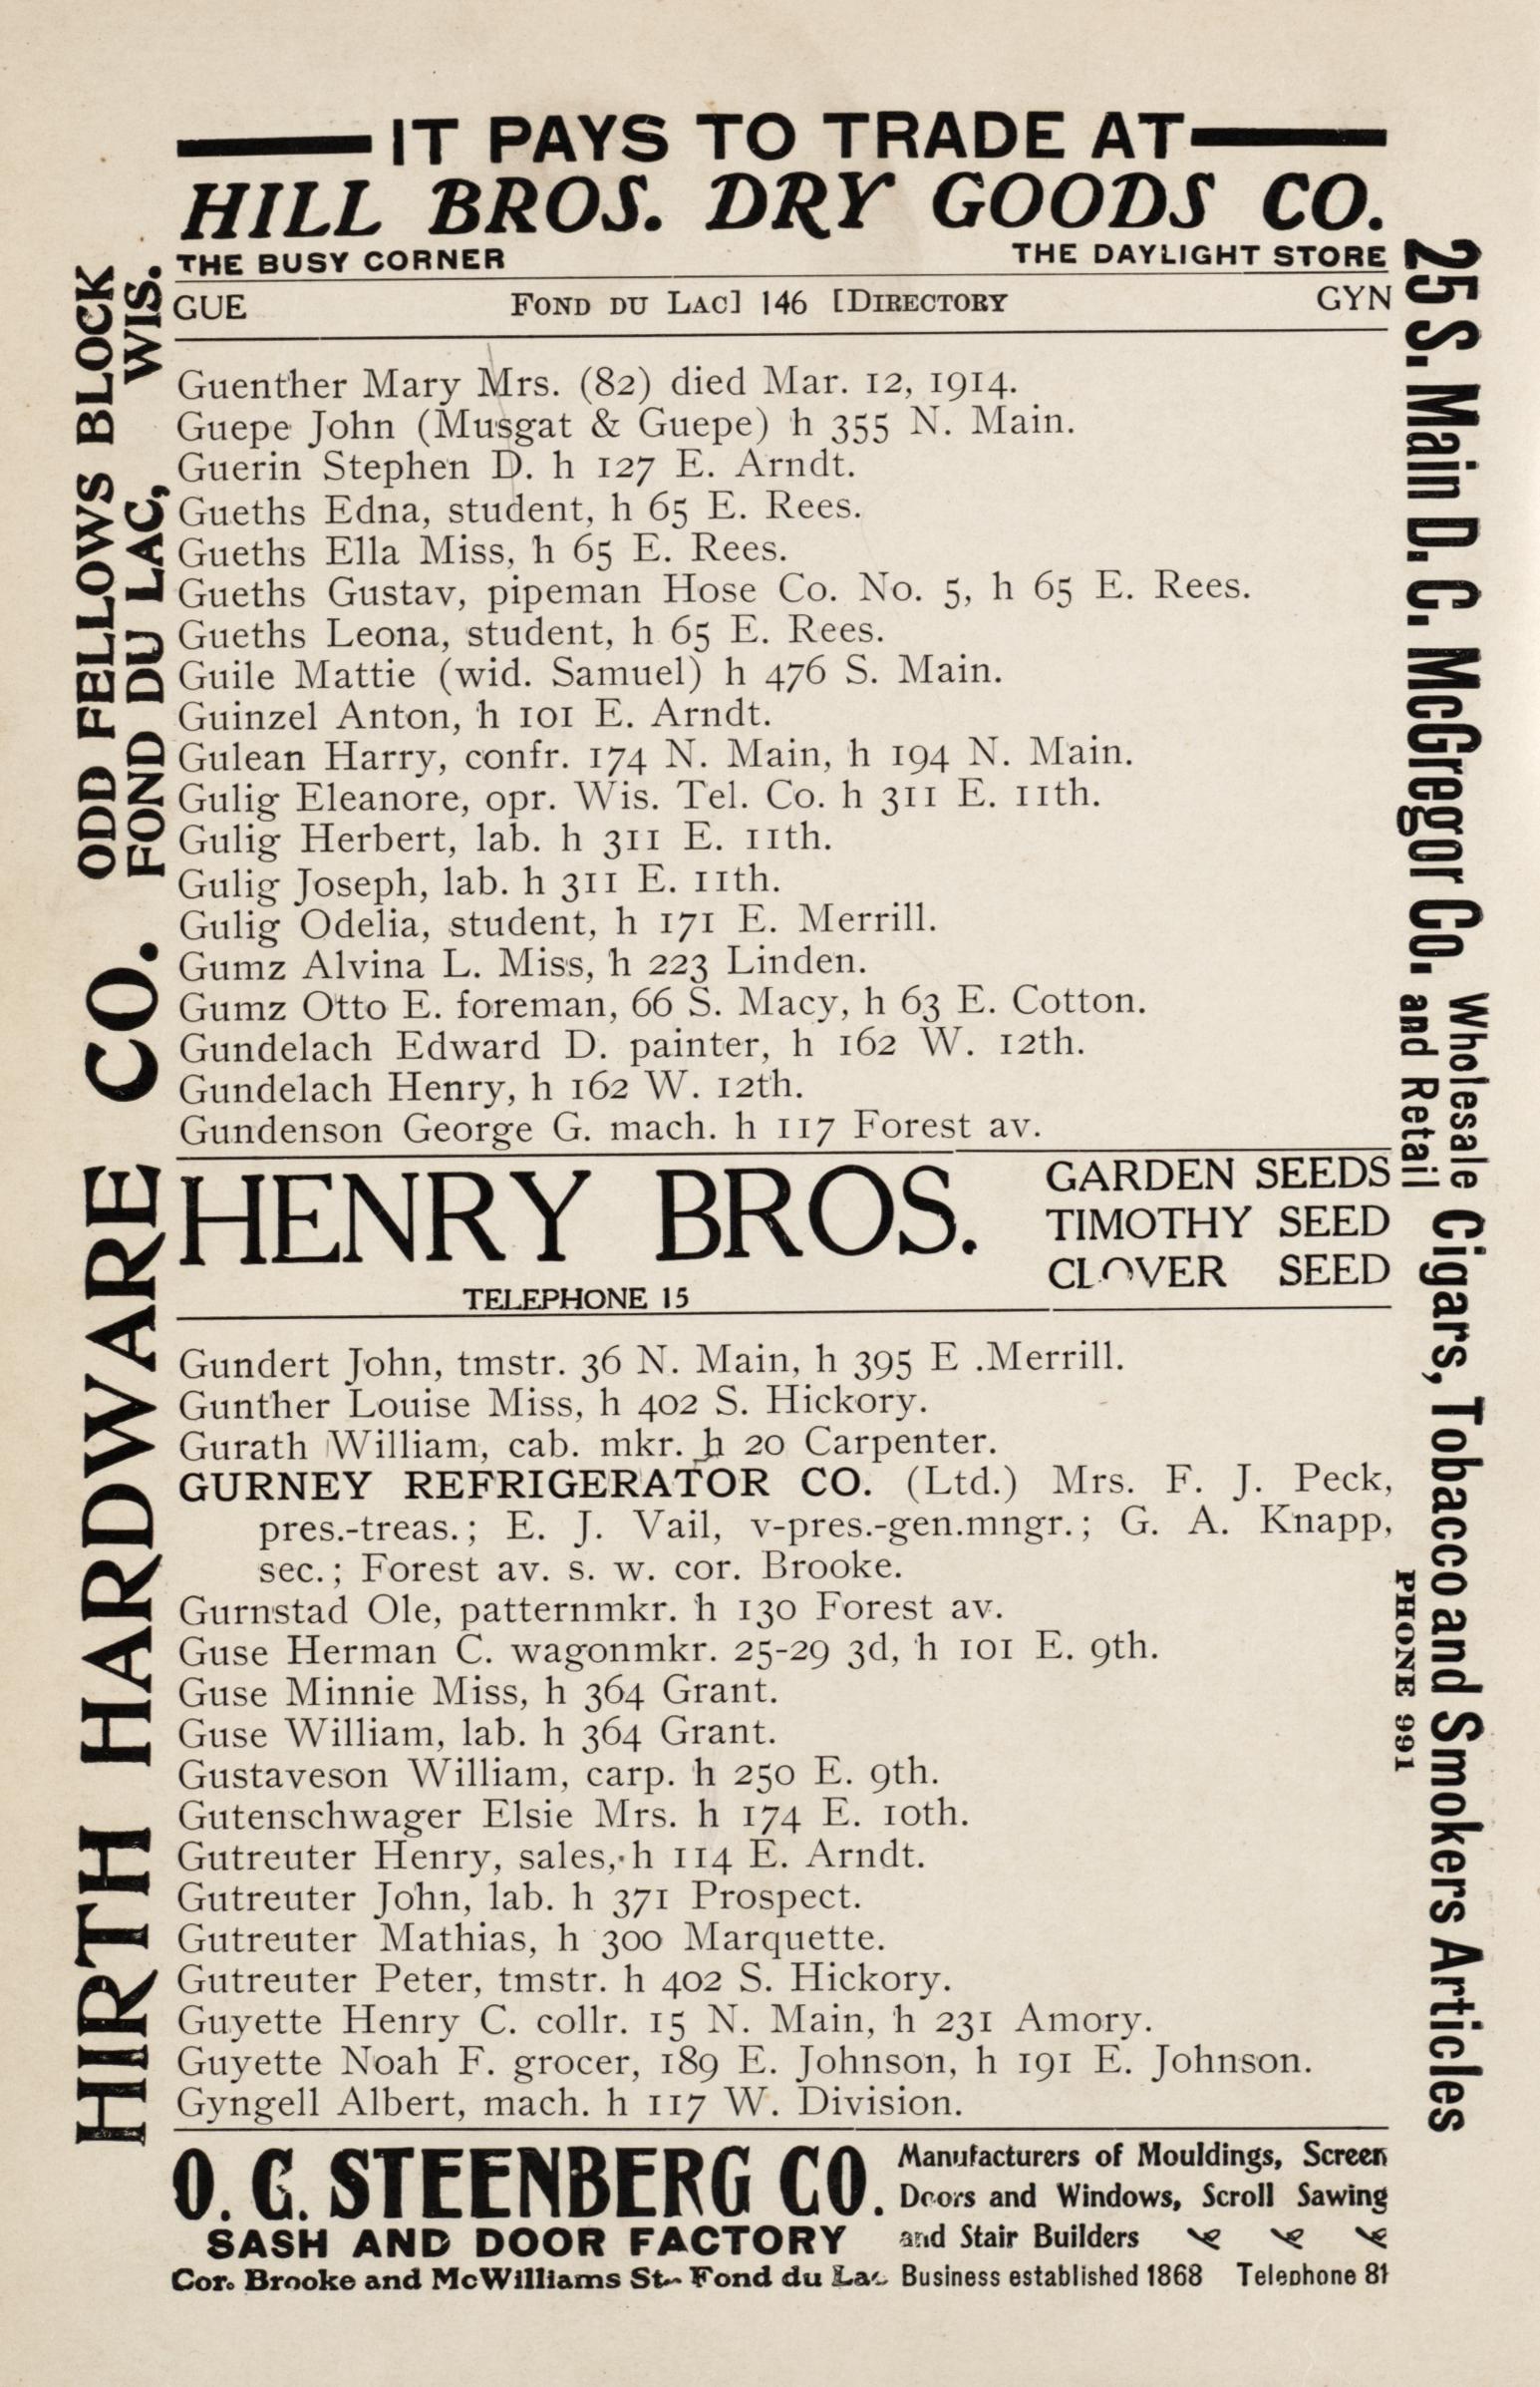 IT PAYS TO TRADE AT
HILL BROS. DRY GOODS CO.
THE BUSY CORNER THE DAYLIGHT STORE
GUE FOND DU LAC] 146 [DIRECTORY GYN
Guenther Mary Mrs. (82) died Mar. 12, 1914.
Guepe John (Musgat & Guepe) h 355 N. Main.
Guerin Stephen D. h 127 E. Arndt.
Gueths Edna, student, h 65 E. Rees.
Gueths Ella Miss, h 65 E. Rees.
Gueths Gustav, pipeman Hose Co. No. 5, h 65 E. Rees.
Gueths Leona, student, h 65 E. Rees.
Guile Mattie (wid. Samuel) h 476 S. Main.
Guinzel Anton, h 101 E. Arndt.
Gulean Harry, confr. 174 N. Main, h 194 N. Main.
Gulig Eleanore, opr. Wis. Tel. Co. h 311 E. 11th.
Gulig Herbert, lab. h 311 E. 11th.
Gulig Joseph, lab. h 311 E. 11th.
Gulig Odelia, student, h 171 E. Merrill.
Gumz Alvina L. Miss, h 223 Linden.
Gumz Otto E. foreman, 66 S. Macy, h 63 E. Cotton.
Gundelach Edward D. painter, h 162 W. 12th.
Gundelach Henry, h 162 W. 12th.
Gundenson George G. mach. h 117 Forest av.
HENRY BROS.
TELEPHONE 15
GARDEN SEEDS
TIMOTHY SEED
CLOVER SEED
Gundert John, tmstr. 36 N. Main, h 395 E .Merrill.
Gunther Louise Miss, h 402 S. Hickory.
Gurath William, cab. mkr. h 20 Carpenter.
GURNEY REFRIGERATOR CO. (Ltd.) Mrs. F. J. Peck,
pres.-treas.; E. J. Vail, v-pres.-gen.mngr.; G. A. Knapp,
sec.; Forest av. s. w. cor. Brooke.
Gurnstad Ole, patternmkr. h 130 Forest av.
Guse Herman C. wagonmkr. 25-29 3d, h 101 E. 9th.
Guse Minnie Miss, h 364 Grant.
Guse William, lab. h 364 Grant.
Gustaveson William, carp. h 250 E. 9th.
Gutenschwager Elsie Mrs. h 174 E. 10th.
Gutreuter Henry, sales, h 114 E. Arndt.
Gutreuter John, lab. h 371 Prospect.
Gutreuter Mathias, h 300 Marquette.
Gutreuter Peter, tmstr. h 402 S. Hickory.
Guyette Henry C. collr. 15 N. Main, h 231 Amory.
Guyette Noah F. grocer, 189 E. Johnson, h 191 E. Johnson.
Gyngell Albert, mach. h 117 W. Division.
O. C. STEENBERG CO.
SASH AND DOOR FACTORY
Cor. Brooke and McWilliams St. Fond du Lac
Manufacturers of Mouldings, Screen
Doors and Windows, Scroll Sawing
and Stair Builders
Business established 1868 Telephone 81
HIRTH HARDWARE CO.
ODD FELLOWS BLOCK
FOND DU LAC, WIS.
25 S. Main D. C. McGregor Co. Wholesale
and Retail
Cigars, Tobacco and Smokers Articles
PHONE 991